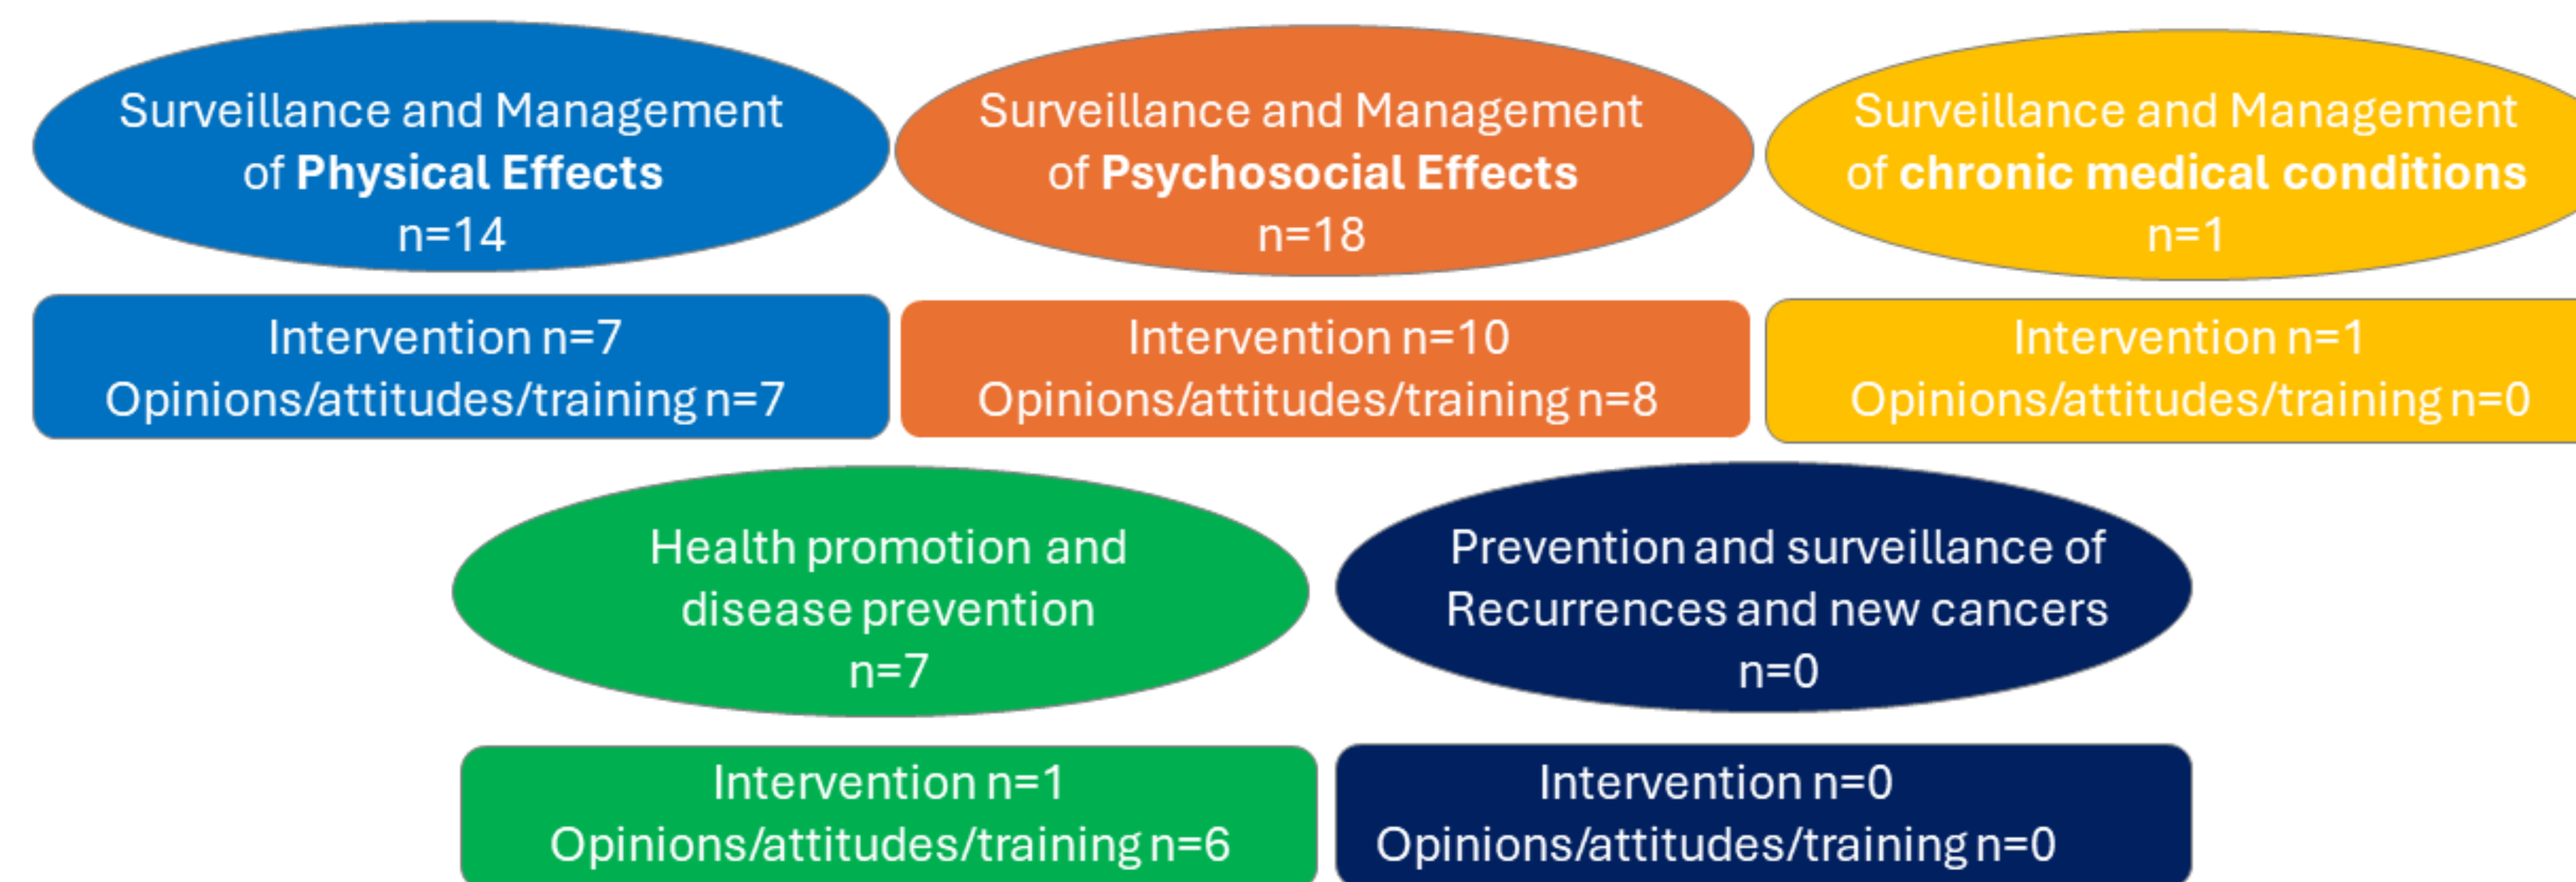 Surveillance and Management
of Physical Effects
n=14
Surveillance and Management
of Psychosocial Effects
n=18
Surveillance and Management
of chronic medical conditions
n=1
Intervention n=7
Opinions/attitudes/training n=7
Intervention n=10
Opinions/attitudes/training n=8
Intervention n=1
Opinions/attitudes/training n=0
Health promotion and
disease prevention
n=7
Prevention and surveillance of
Recurrences and new cancers
n=0
Intervention n=1
Opinions/attitudes/training n=6
Intervention n=0
Opinions/attitudes/training n=0